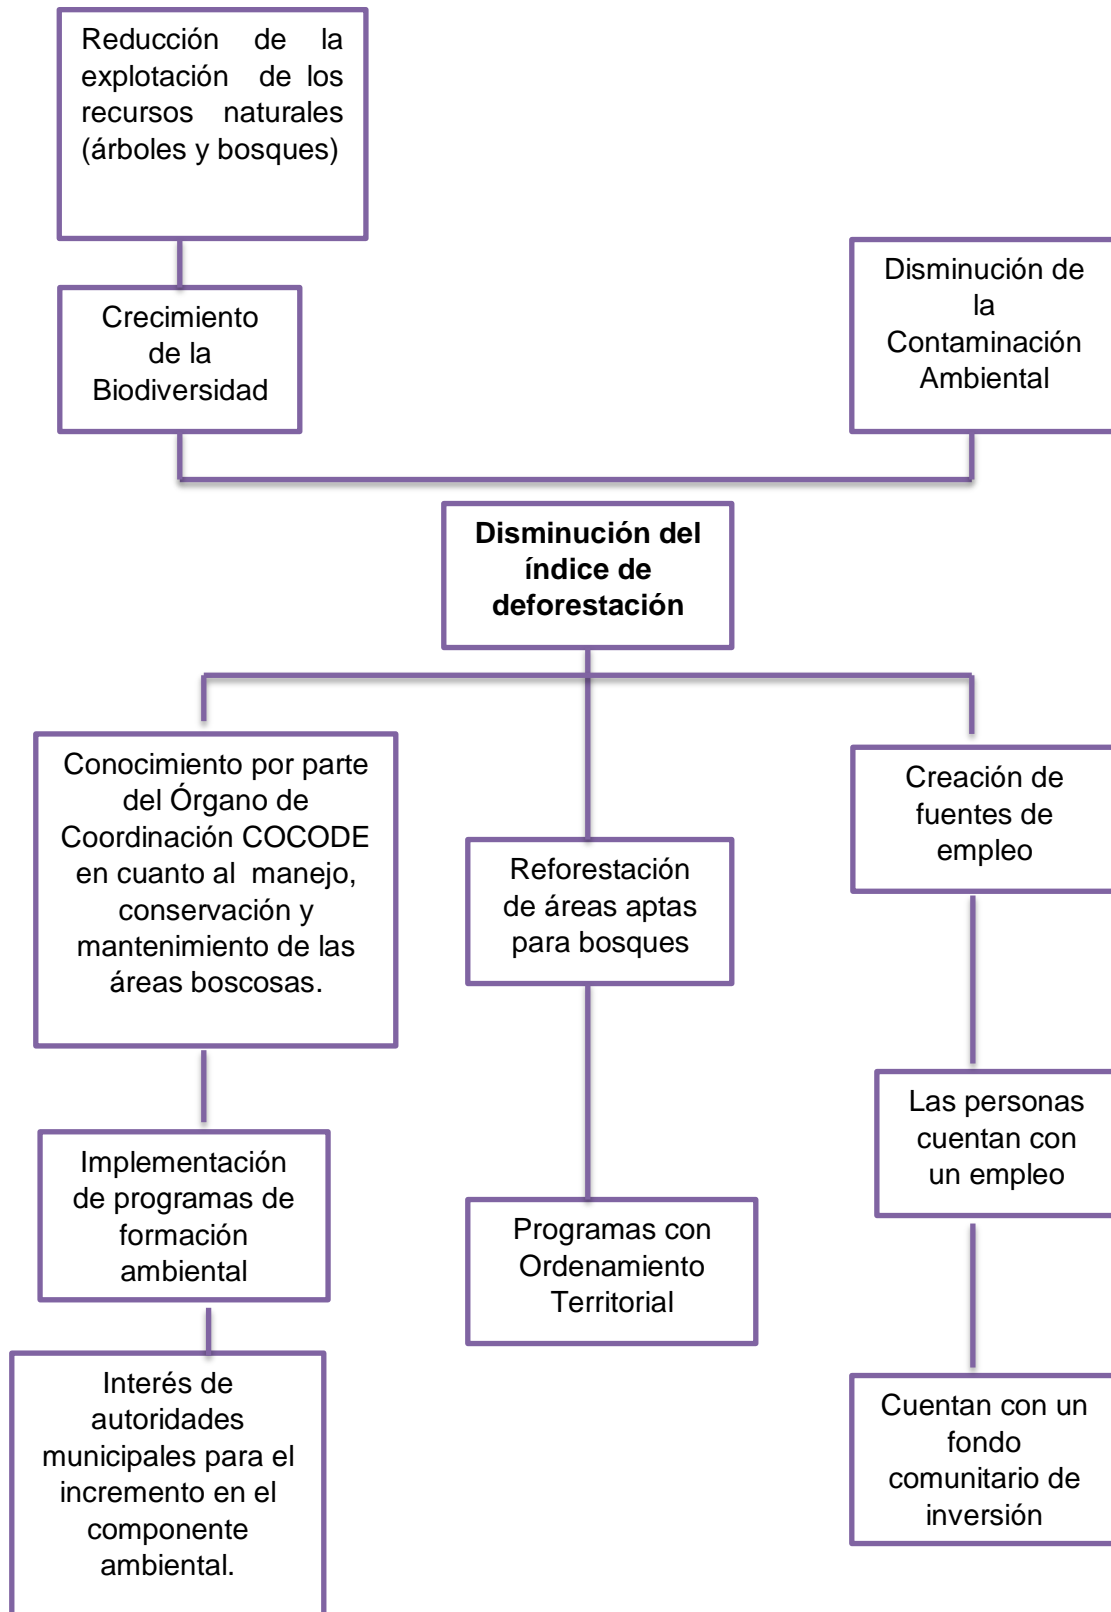 Reducción de la
explotación de los
recursos naturales
(árboles y bosques)
Crecimiento
de la
Biodiversidad
Disminución de
la
Contaminación
Ambiental
Disminución del
índice de
deforestación
Conocimiento por parte
del Órgano de
Coordinación COCODE
en cuanto al manejo,
conservación y
mantenimiento de las
áreas boscosas.
Reforestación
de áreas aptas
para bosques
Creación de
fuentes de
empleo
Implementación
de programas de
formación
ambiental
Programas con
Ordenamiento
Territorial
Las personas
cuentan con
un empleo
Interés de
autoridades
municipales para el
incremento en el
componente
ambiental.
Cuentan con un
fondo
comunitario de
inversión